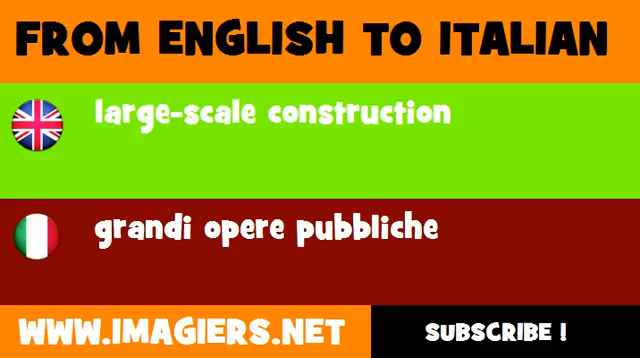 FROM ENGLISH TO ITALIAN
large-scale construction
grandi opere pubbliche
WWW.IMAGIERS.NET
SUBSCRIBE !